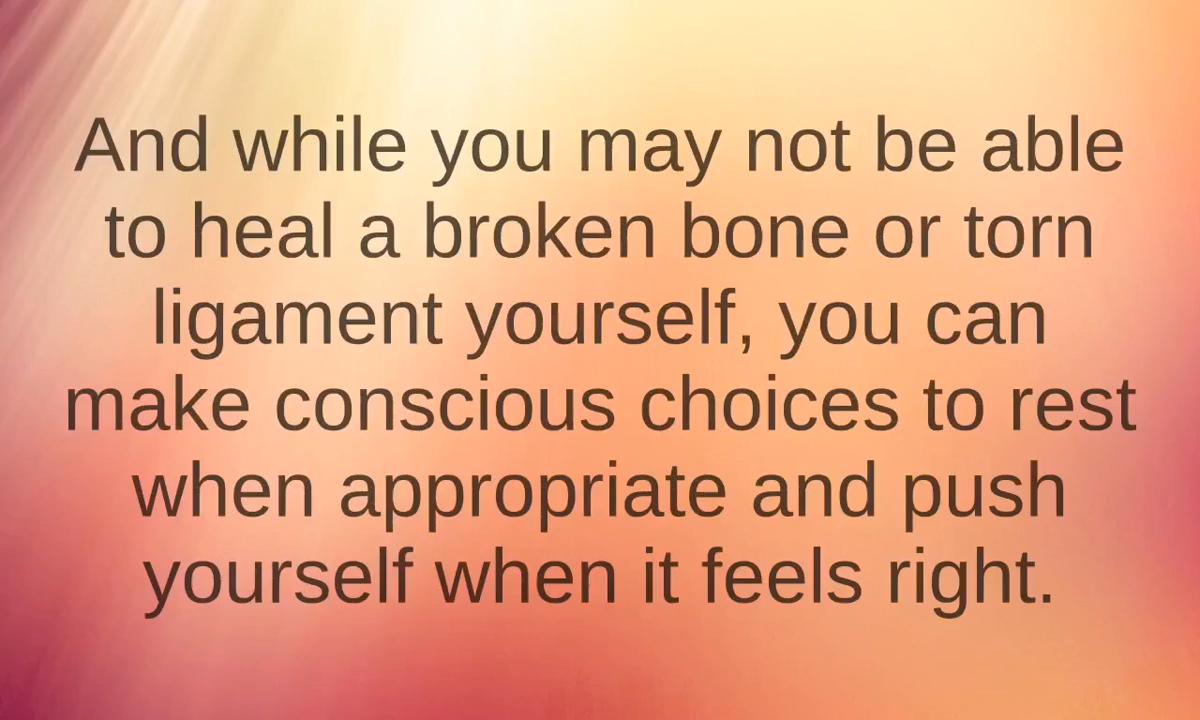 And while you may not be able
to heal a broken bone or torn
ligament yourself, you can
make conscious choices to rest
when appropriate and push
yourself when it feels right.